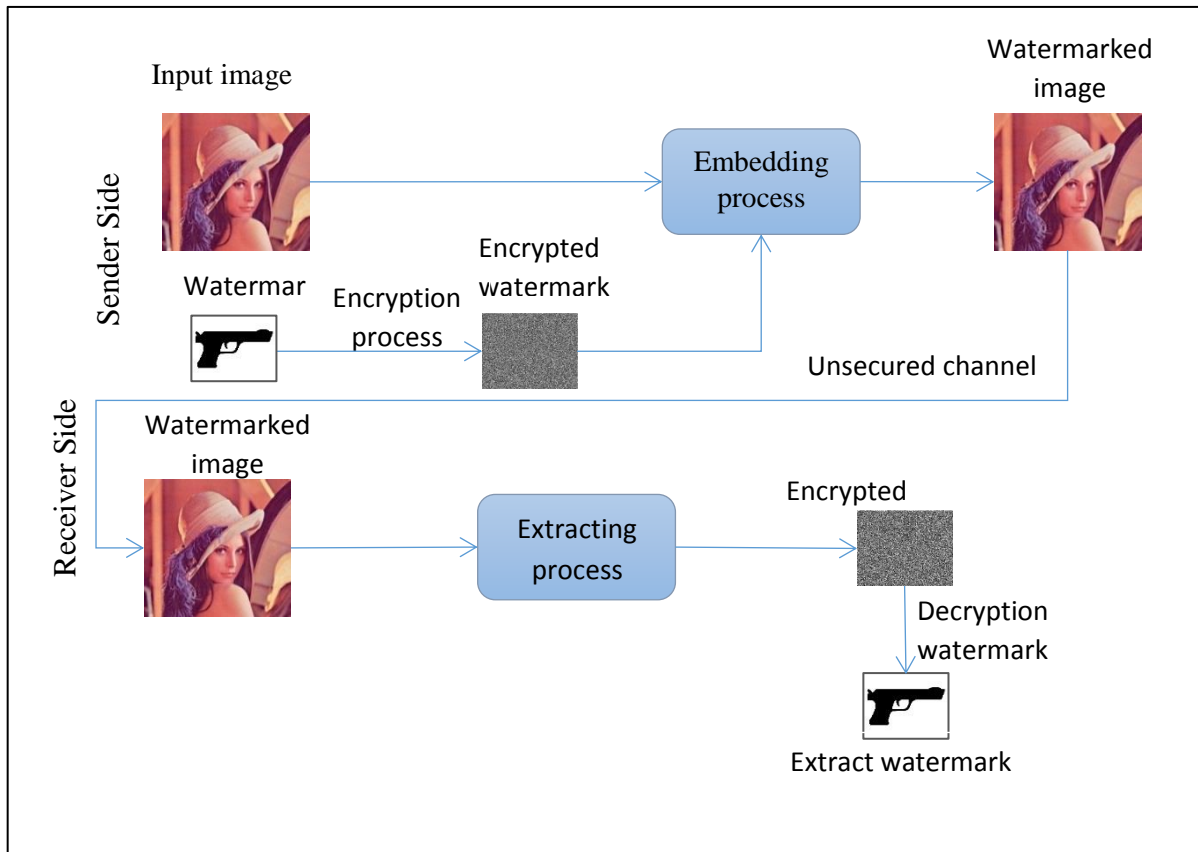 Input image
Watermarked
image
Embedding
process
Sender Side
Watermar
Encryption
process
Encrypted
watermark
Unsecured channel
Receiver Side
Watermarked
image
Extracting
process
Encrypted
Decryption
watermark
Extract watermark